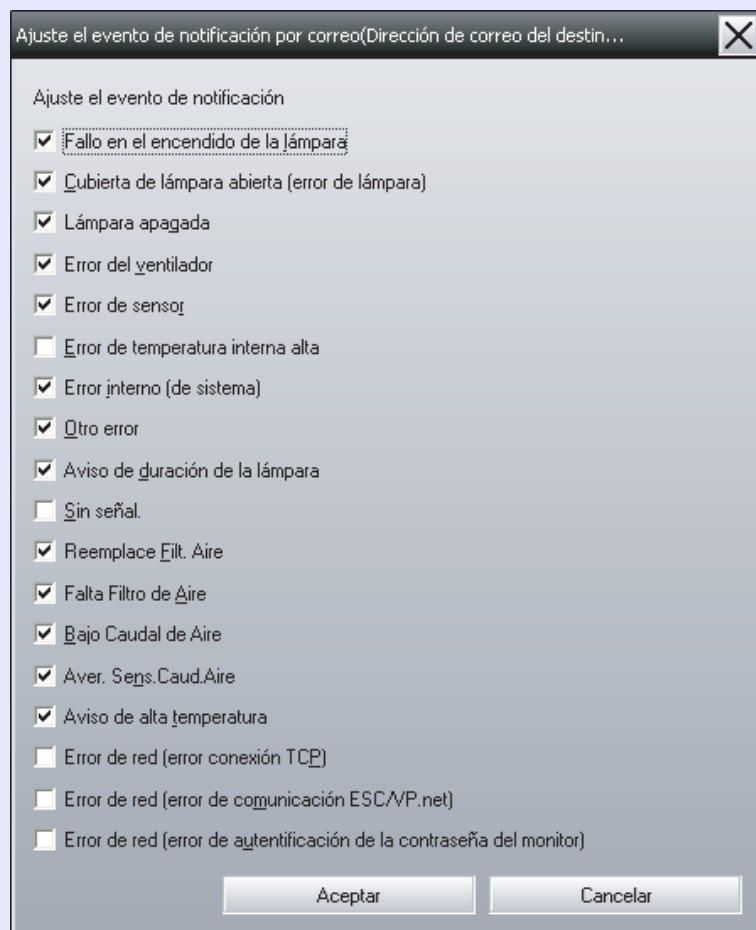 Ajuste el evento de notificación por correo(Dirección de correo del destin...
Ajuste el evento de notificación
Fallo en el encendido de la lámpara
Cubierta de lámpara abierta (error de lámpara)
Lámpara apagada
Error del ventilador
Error de sensor
Error de temperatura interna alta
Error interno (de sistema)
Otro error
Aviso de duración de la lámpara
Sin señal.
Reemplace Filt. Aire
Falta Filtro de Aire
Bajo Caudal de Aire
Aver. Sens.Caud.Aire
Aviso de alta temperatura
Error de red (error conexión TCP)
Error de red (error de comunicación ESC/VP.net)
Error de red (error de autentificación de la contraseña del monitor)
Aceptar
Cancelar